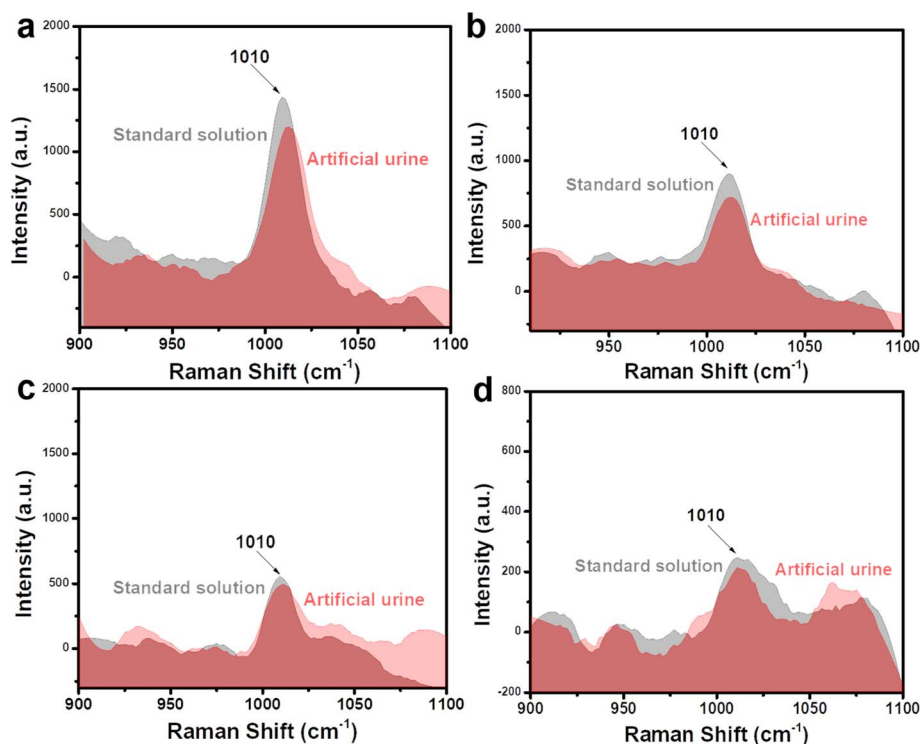 a
2000
1500
1000
500
0
Intensity (a.u.)
1010
Standard solution
Artificial urine
900
950
1000
1050
1100
Raman Shift (cm-1)
b
2000
1500
1000
500
0
Intensity (a.u.)
1010
Standard solution
Artificial urine
950
1000
1050
1100
Raman Shift (cm-1)
c
2000
1500
1000
500
0
Intensity (a.u.)
1010
Standard solution
Artificial urine
900
950
1000
1050
1100
Raman Shift (cm-1)
d
800
600
400
200
0
-200
Intensity (a.u.)
1010
Standard solution
Artificial urine
900
950
1000
1050
1100
Raman Shift (cm-1)